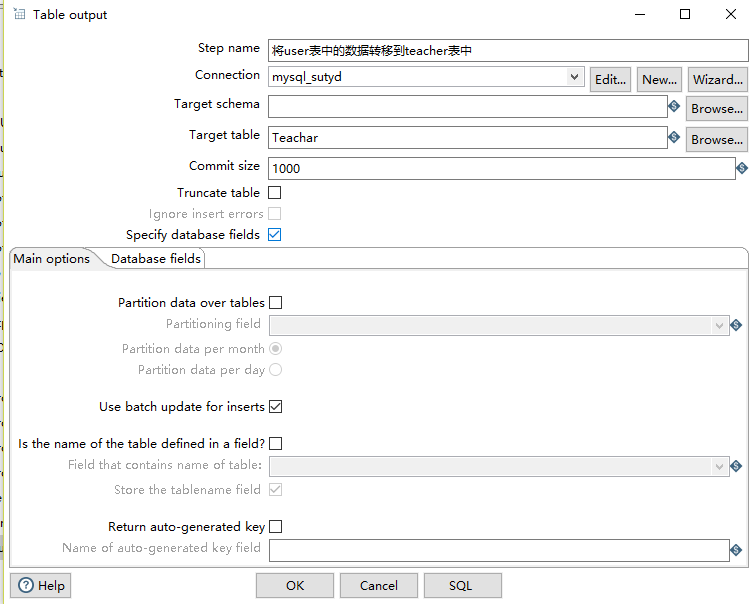 Table output
Step name 将user表中的数据转移到teacher表中
Connection mysql_sutyd Edit... New... Wizard...
Target schema Browse...
Target table Teachar Browse...
Commit size 1000
Truncate table
Ignore insert errors
Specify database fields
Main options Database fields
Partition data over tables
Partitioning field
Partition data per month
Partition data per day
Use batch update for inserts
Is the name of the table defined in a field?
Field that contains name of table:
Store the tablename field
Return auto-generated key
Name of auto-generated key field
Help OK Cancel SQL